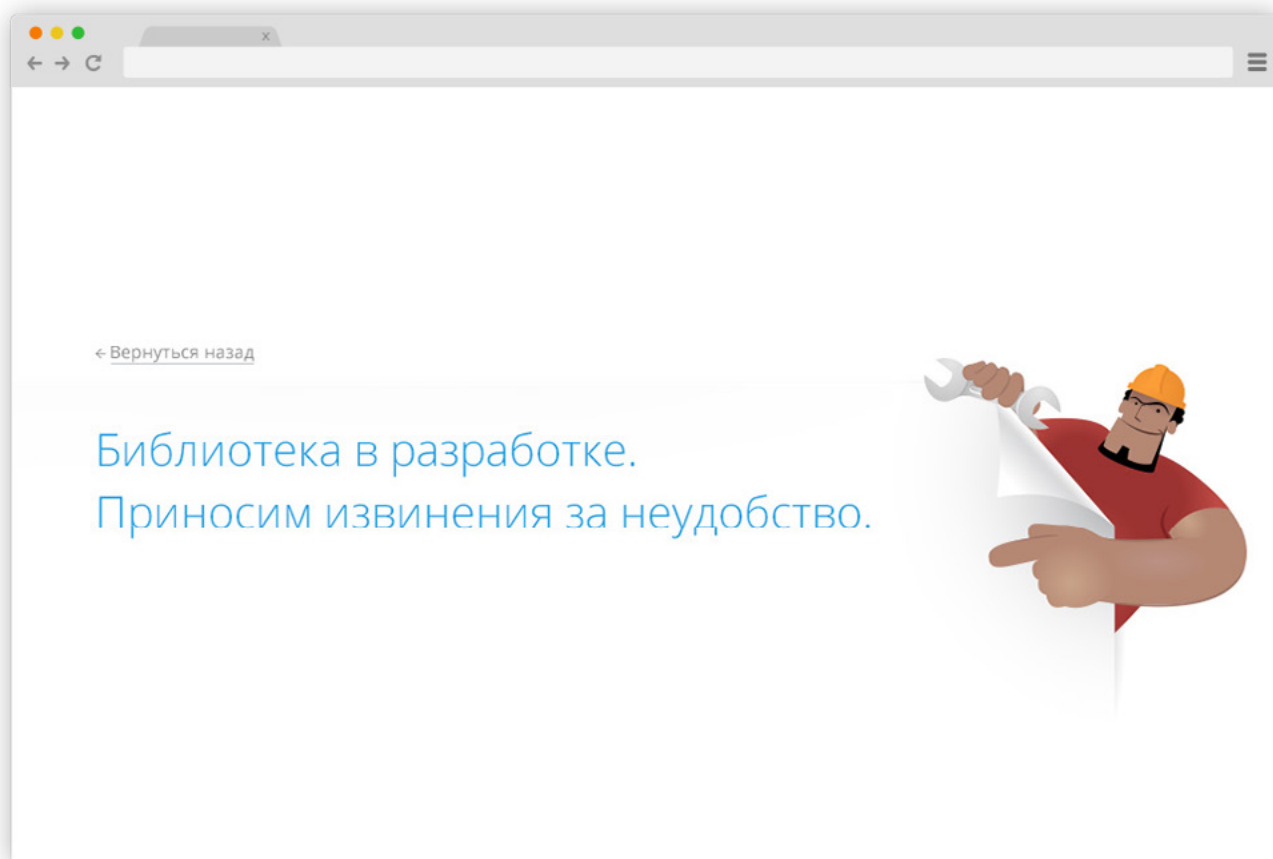 x
← Вернуться назад
Библиотека в разработке.
Приносим извинения за неудобство.